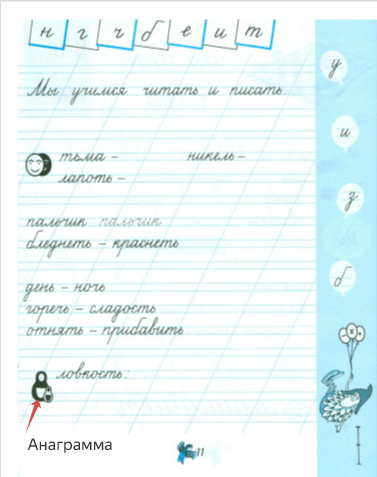 н г ч б е и т
у
Мы учимся читать и писать.
и
тьма – никель –
лапоть –
з
пальчик пальчик
бледнеть – краснеть
б
день – ночь
горечь – сладость
отнять – прибавить
ловкость:
Анаграмма
11